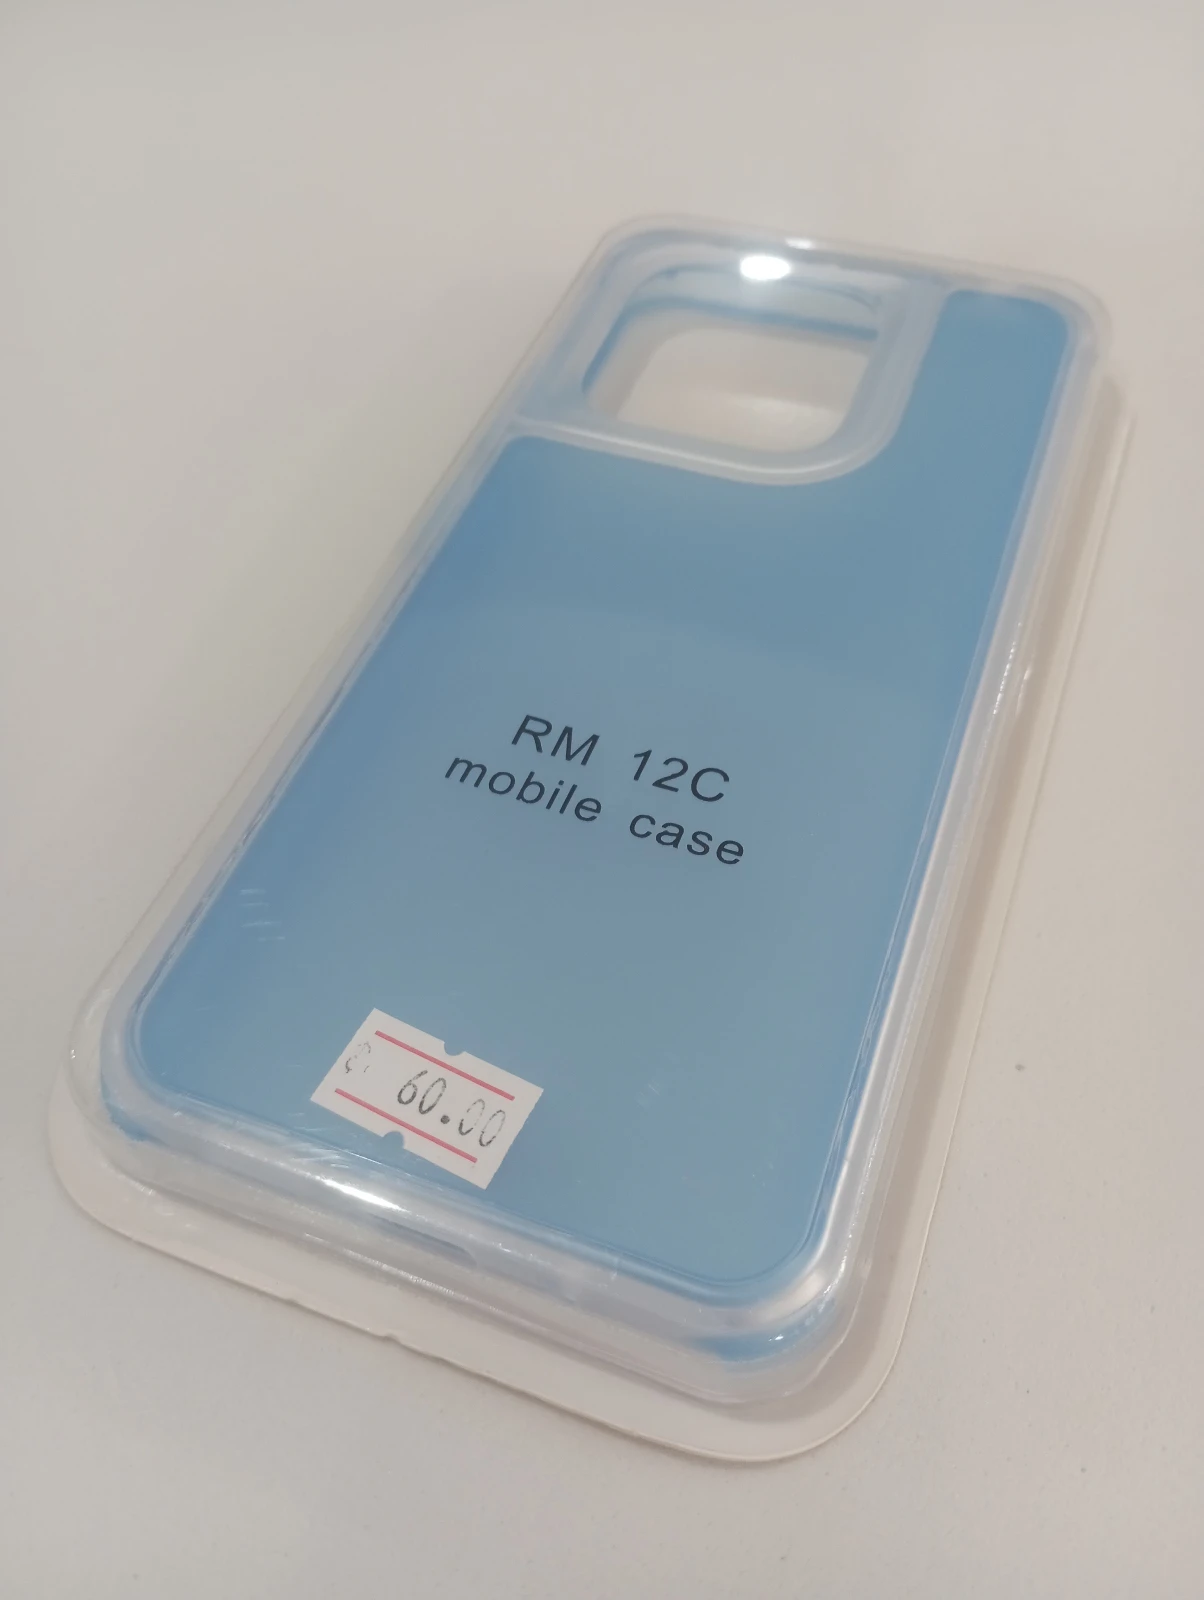 RM 12C
mobile case
₵ 60.00